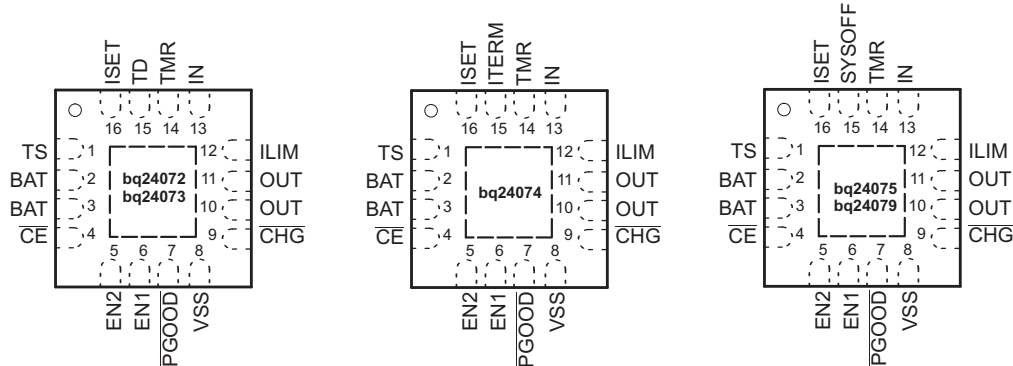 ISET TD TMR IN
16 15 14 13
TS 1 12 ILIM
BAT 2 11 OUT
BAT 3 10 OUT
CE 4 9 CHG
bq24072
bq24073
5 6 7 8
EN2 EN1 PGOOD VSS
ISET ITERM TMR IN
16 15 14 13
TS 1 12 ILIM
BAT 2 11 OUT
BAT 3 10 OUT
CE 4 9 CHG
bq24074
5 6 7 8
EN2 EN1 PGOOD VSS
ISET SYSOFF TMR IN
16 15 14 13
TS 1 12 ILIM
BAT 2 11 OUT
BAT 3 10 OUT
CE 4 9 CHG
bq24075
bq24079
5 6 7 8
EN2 EN1 PGOOD VSS